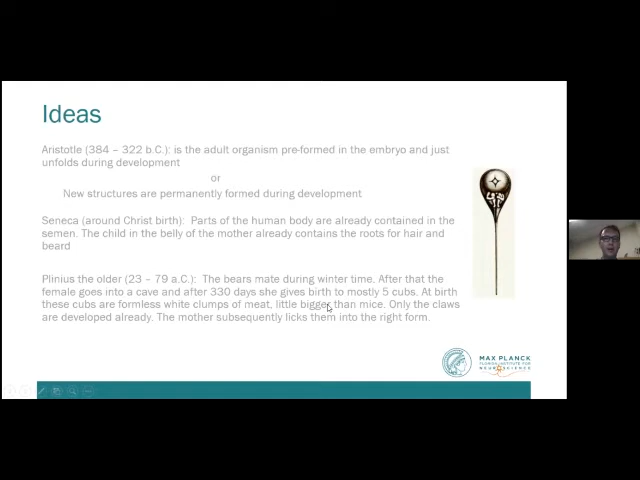 Ideas
Aristotle (384 – 322 b.C.): is the adult organism pre-formed in the embryo and just
unfolds during development
or
New structures are permanently formed during development
Seneca (around Christ birth): Parts of the human body are already contained in the
semen. The child in the belly of the mother already contains the roots for hair and
beard
Plinius the older (23 – 79 a.C.): The bears mate during winter time. After that the
female goes into a cave and after 330 days she gives birth to mostly 5 cubs. At birth
these cubs are formless white clumps of meat, little bigger than mice. Only the claws
are developed already. The mother subsequently licks them into the right form.
MAX PLANCK
FLORIDA INSTITUTE FOR
NEUROSCIENCE